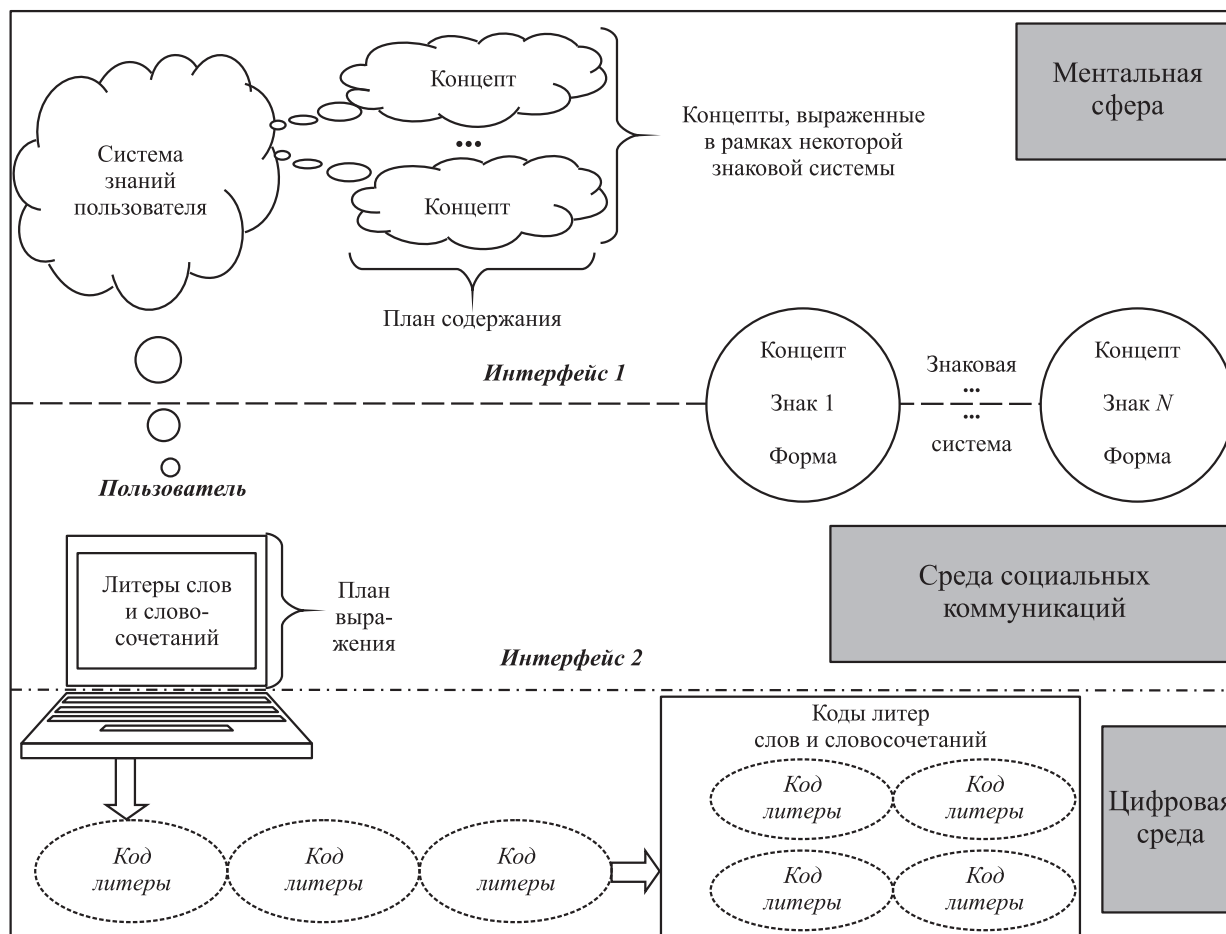 Концепт
...
Концепт
Система
знаний
пользователя
Концепты, выраженные
в рамках некоторой
знаковой системы
Ментальная
сфера
План содержания
Интерфейс 1
Концепт
Знак 1
Форма
Знаковая
...
...
система
Концепт
Знак N
Форма
Пользователь
Литеры слов
и слово-
сочетаний
План
выра-
жения
Среда социальных
коммуникаций
Интерфейс 2
Коды литер
слов и словосочетаний
Код
литеры
Код
литеры
Код
литеры
Код
литеры
Цифровая
среда
Код
литеры
Код
литеры
Код
литеры